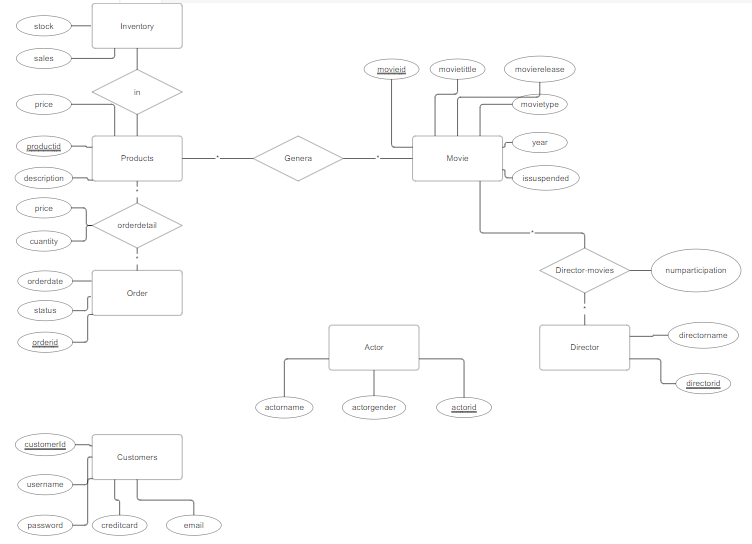 stock
Inventory
sales
in
price
movieid
movietittle
movierelease
movietype
productid
Products
*
Genera
*
Movie
year
description
issuspended
*
price
orderdetail
cuantity
*
*
Director-movies
numparticipation
orderdate
Order
status
orderid
*
Actor
Director
directorname
directorid
actorname
actorgender
actorid
customerId
Customers
username
password
creditcard
email